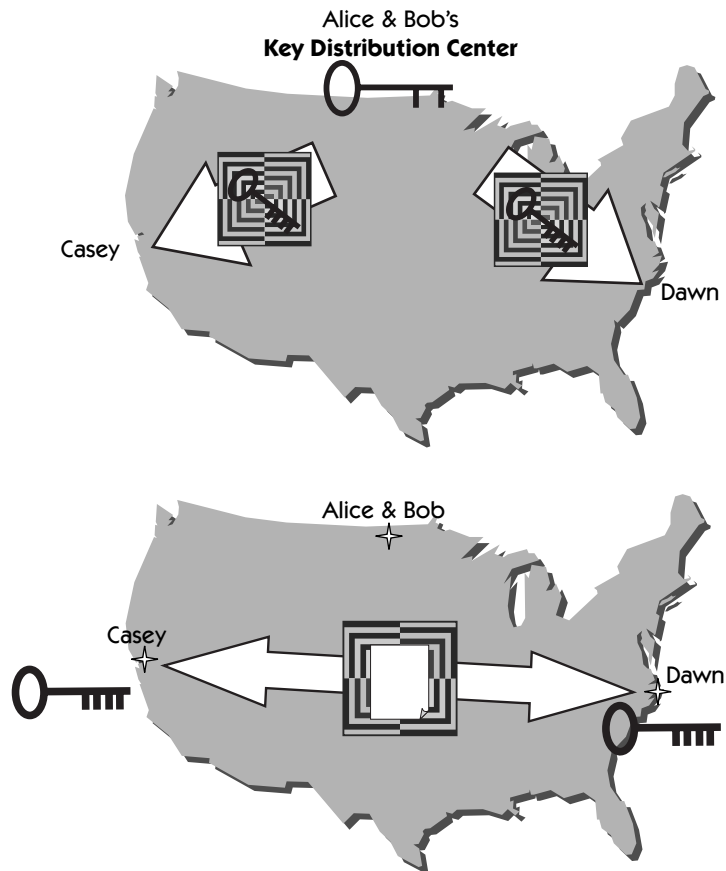 Alice & Bob's
Key Distribution Center
Casey
Dawn
Alice & Bob
Casey
Dawn